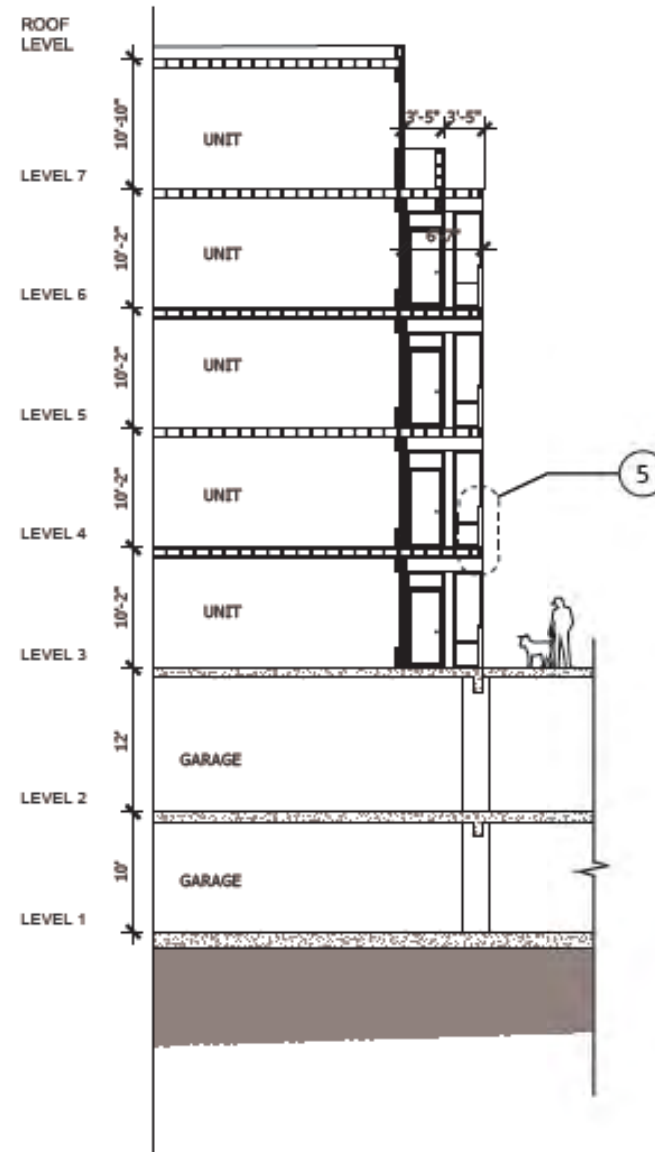 ROOF
LEVEL
10'-10"
UNIT
3'-5" 3'-5"
LEVEL 7
10'-2"
UNIT
LEVEL 6
10'-2"
UNIT
LEVEL 5
10'-2"
UNIT
5
LEVEL 4
10'-2"
UNIT
LEVEL 3
12'
GARAGE
LEVEL 2
10'
GARAGE
LEVEL 1